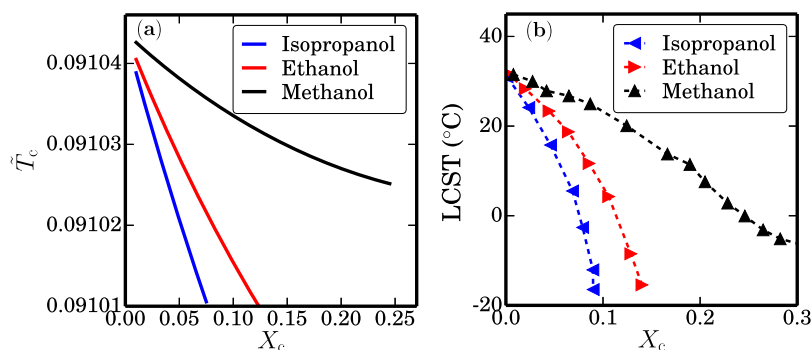 (a)
Isopropanol
Ethanol
Methanol
0.09104
0.09103
0.09102
0.09101
T̃c
0.00 0.05 0.10 0.15 0.20 0.25
Xc
(b)
Isopropanol
Ethanol
Methanol
40
20
0
-20
LCST (°C)
0 0.1 0.2 0.3
Xc